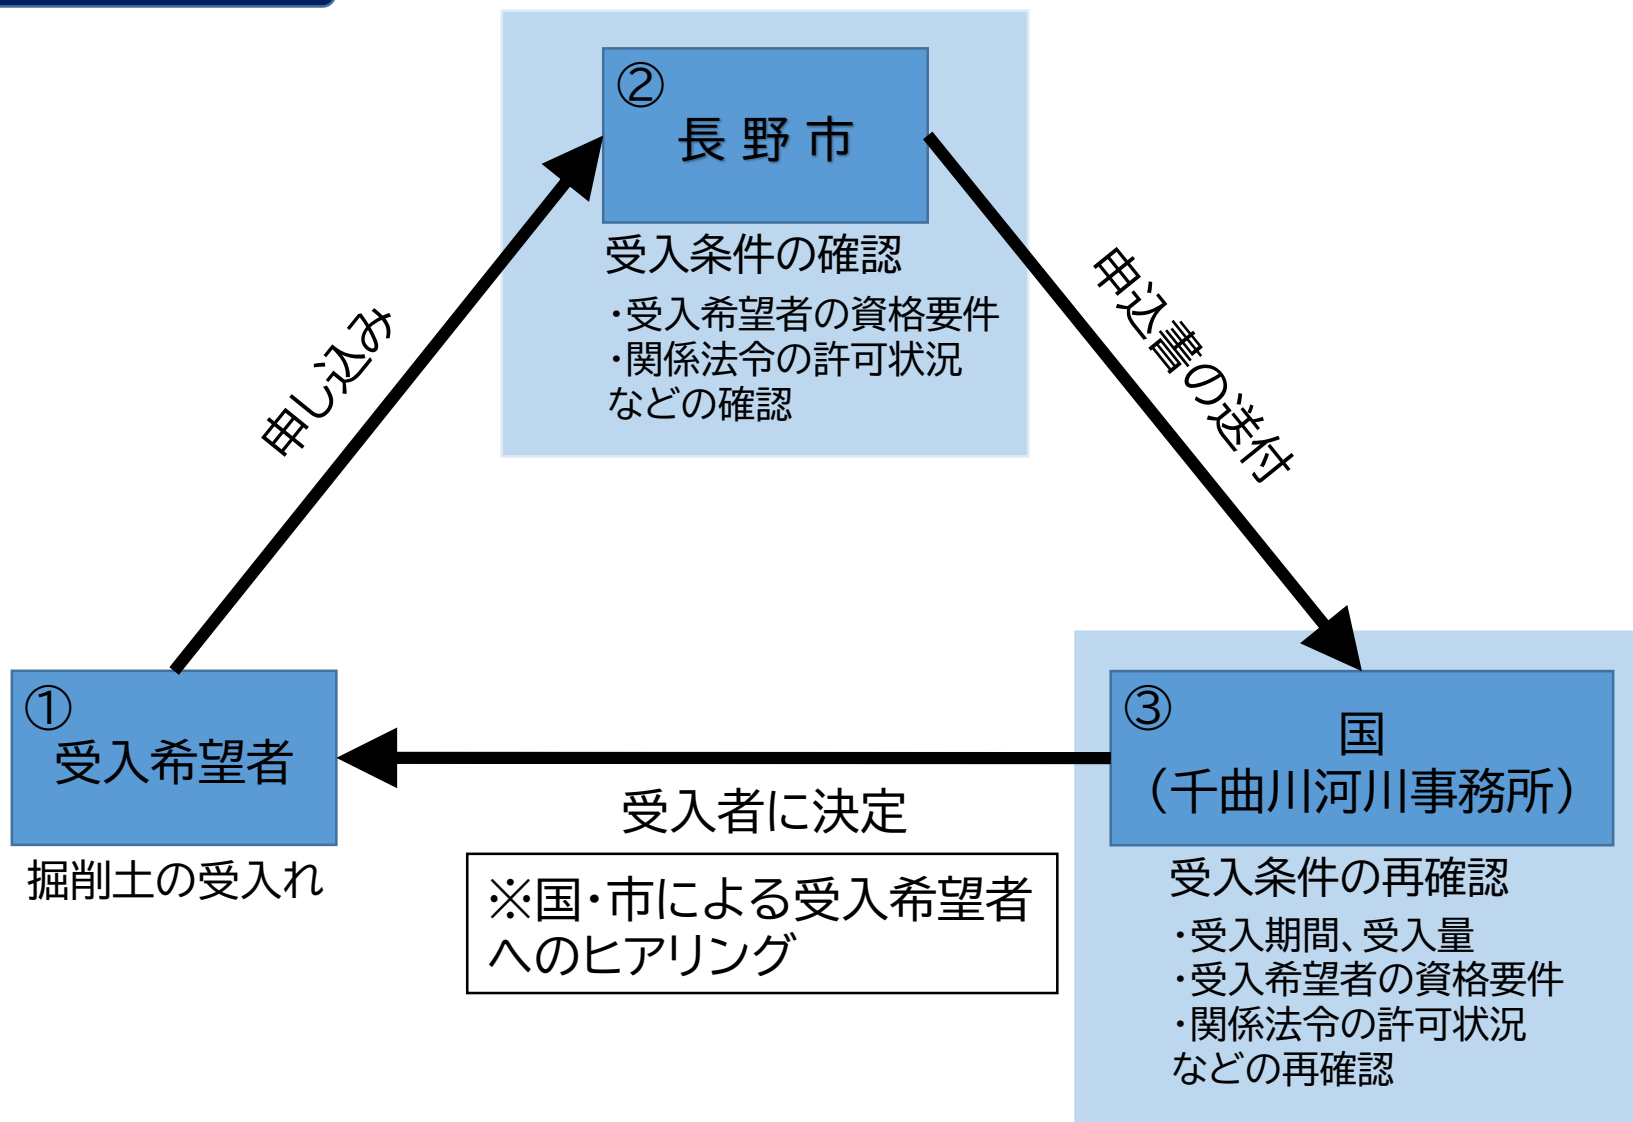 ②
長野市
受入条件の確認
・受入希望者の資格要件
・関係法令の許可状況
などの確認
申し込み
申込書の送付
①
受入希望者
掘削土の受入れ
受入者に決定
※国・市による受入希望者
へのヒアリング
③
国
（千曲川河川事務所）
受入条件の再確認
・受入期間、受入量
・受入希望者の資格要件
・関係法令の許可状況
などの再確認